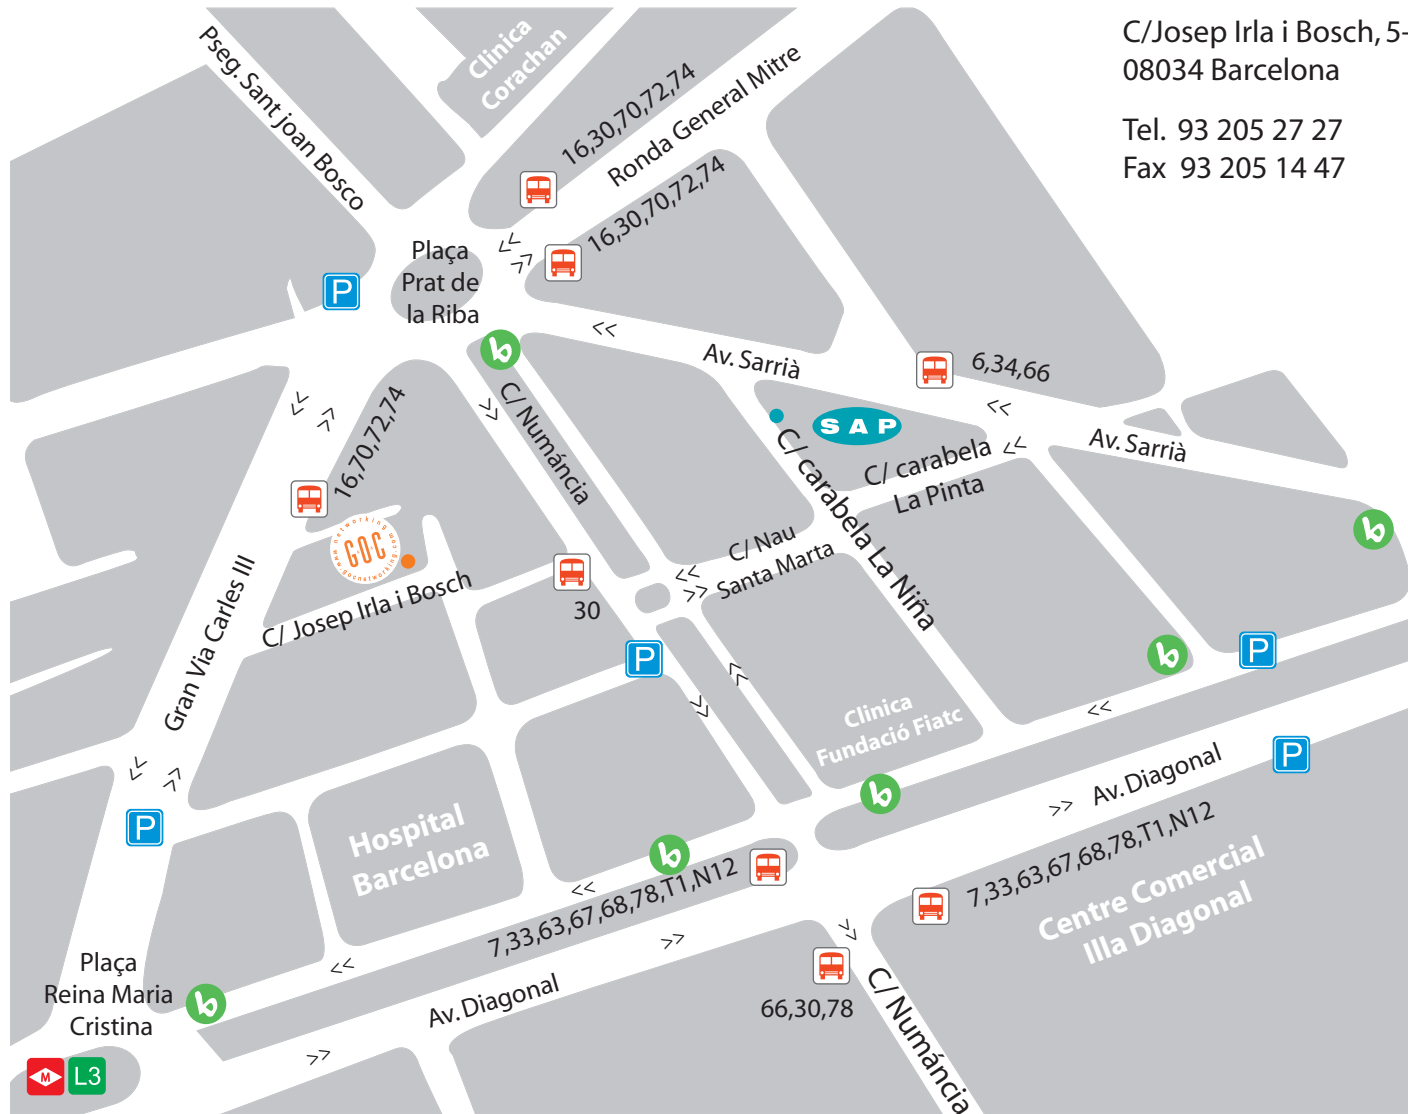 C/Josep Irla i Bosch, 5-
08034 Barcelona
Tel. 93 205 27 27
Fax 93 205 14 47
Pseg. Sant joan Bosco
Clinica
Corachan
16,30,70,72,74
Ronda General Mitre
16,30,70,72,74
Plaça
Prat de
la Riba
P
b
Av. Sarrià
6,34,66
Av. Sarrià
16,70,72,74
C/ Numáncia
SAP
C/ carabela
La Pinta
C/ carabela La Niña
C/ Nau
Santa Marta
b
www.gocnetworking.com
networking
G·O·C
C/ Josep Irla i Bosch
30
Gran Via Carles III
P
b
P
Clinica
Fundació Fiatc
P
b
Av. Diagonal
P
Hospital
Barcelona
b
7,33,63,67,68,78,T1,N12
7,33,63,67,68,78,T1,N12
Centre Comercial
Illa Diagonal
Plaça
Reina Maria
Cristina
b
Av. Diagonal
66,30,78
C/ Numáncia
M
L3